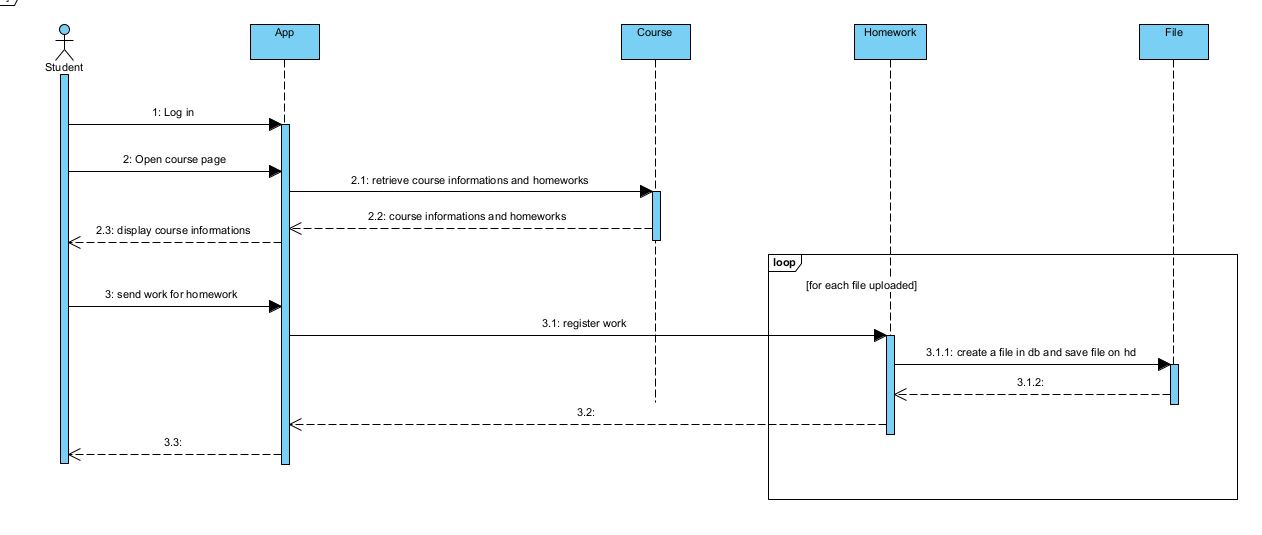 Student
App
Course
Homework
File
1: Log in
2: Open course page
2.1: retrieve course informations and homeworks
2.2: course informations and homeworks
2.3: display course informations
loop
[for each file uploaded]
3: send work for homework
3.1: register work
3.1.1: create a file in db and save file on hd
3.1.2:
3.2:
3.3: